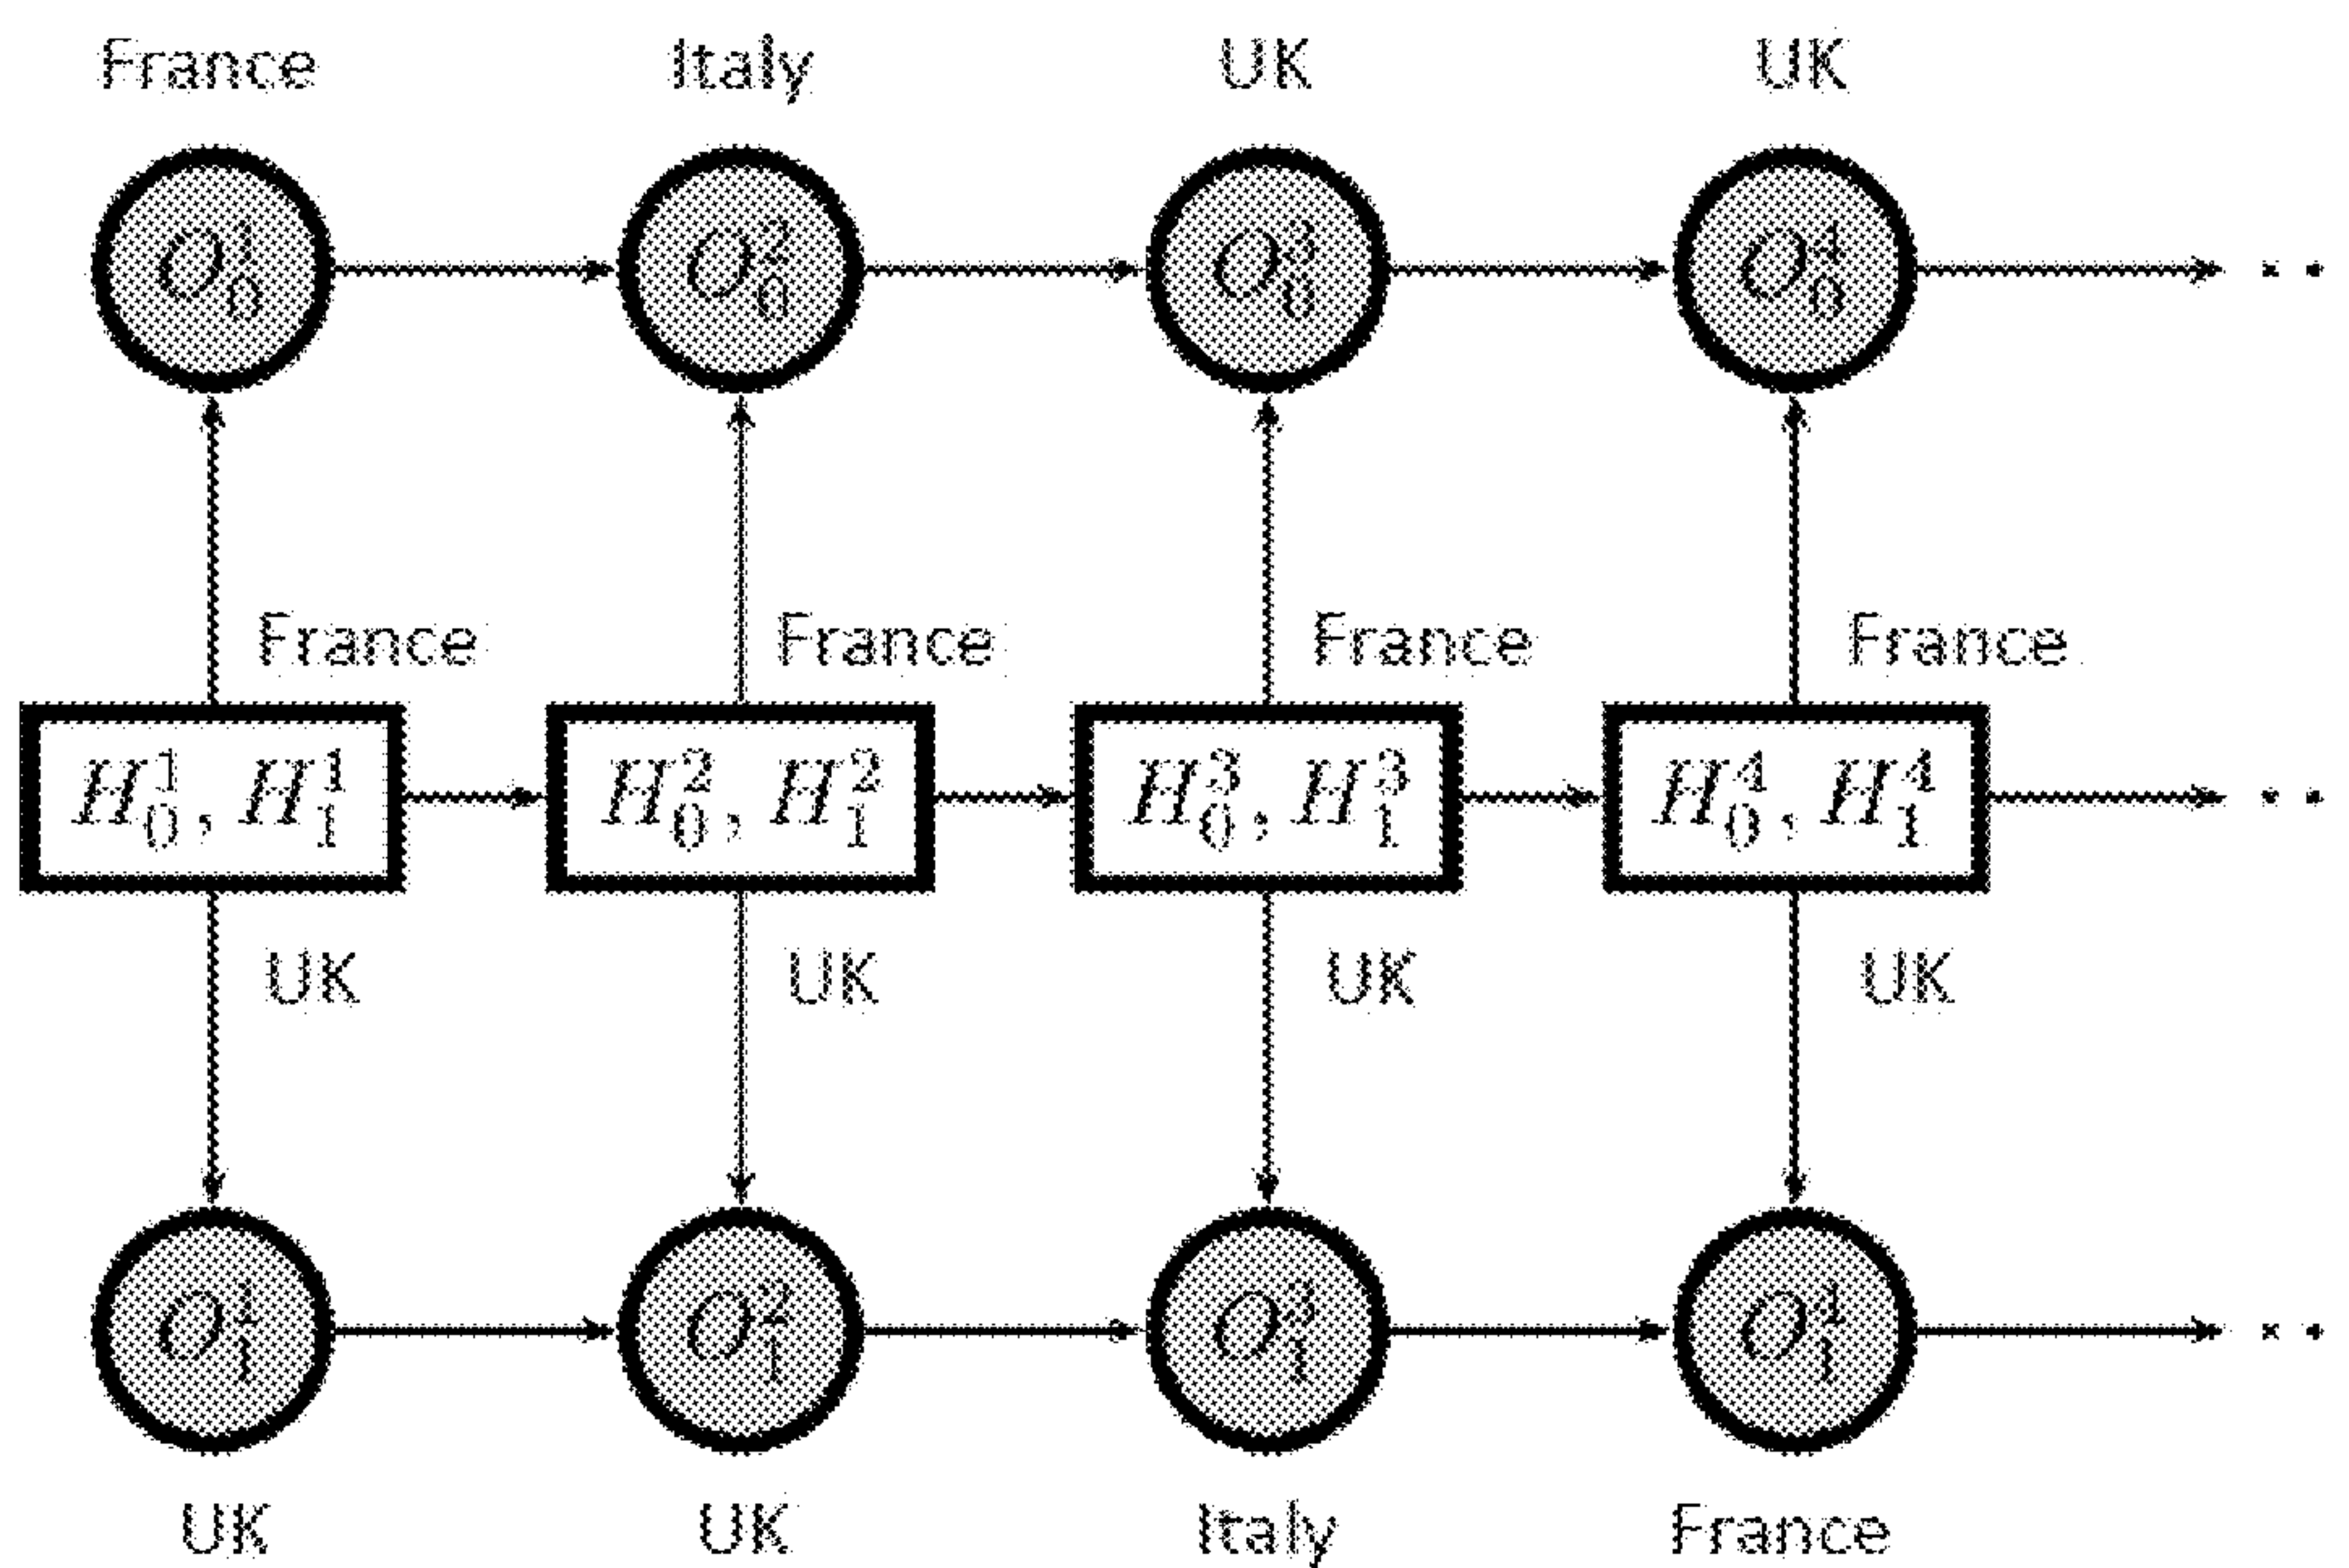 France Italy UK UK
O_0^1 O_0^2 O_0^3 O_0^4 ..
France France France France
H_0^1, H_1^1 H_0^2, H_1^2 H_0^3, H_1^3 H_0^4, H_1^4 ..
UK UK UK UK
O_1^1 O_1^2 O_1^3 O_1^4 ..
UK UK Italy France